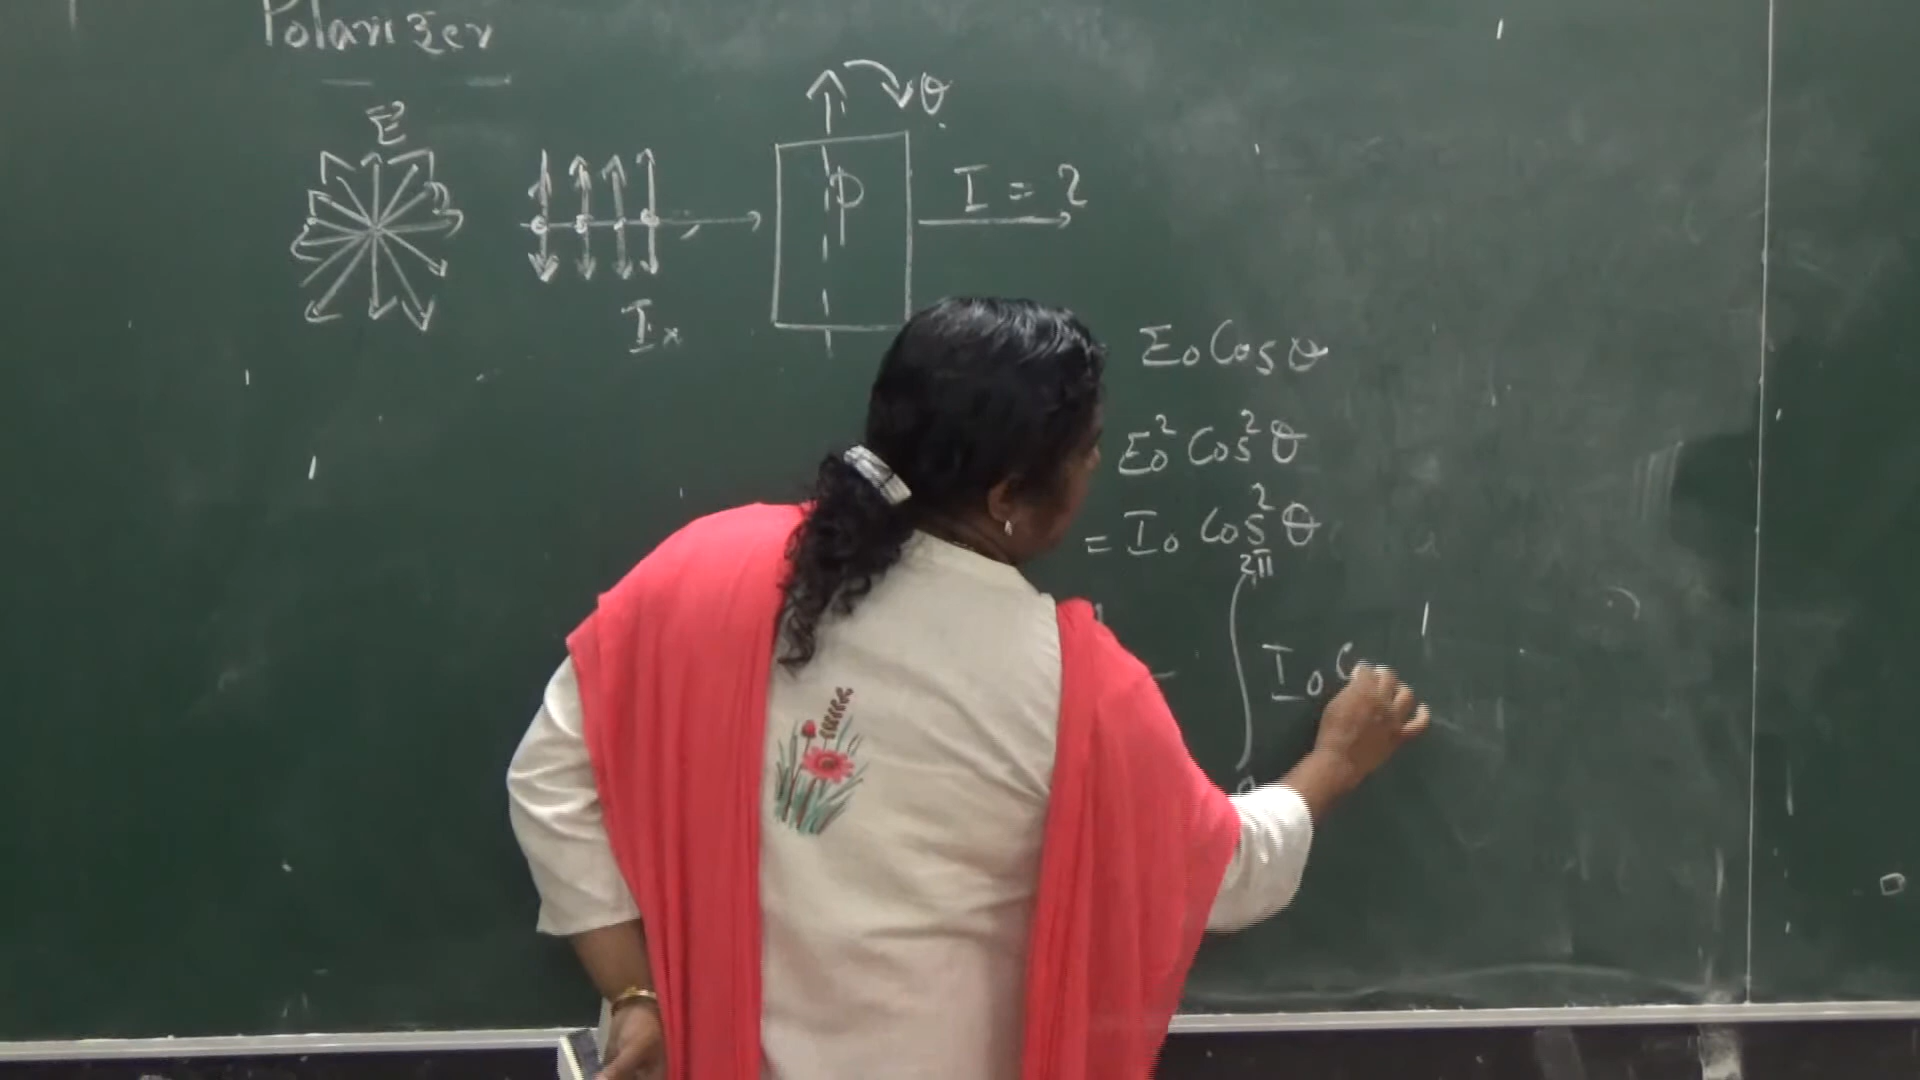 Polarizer
E
θ
P
I = ?
Ix
E₀ Cos θ
E₀² Cos² θ
= I₀ Cos² θ
2π
∫ I₀ C